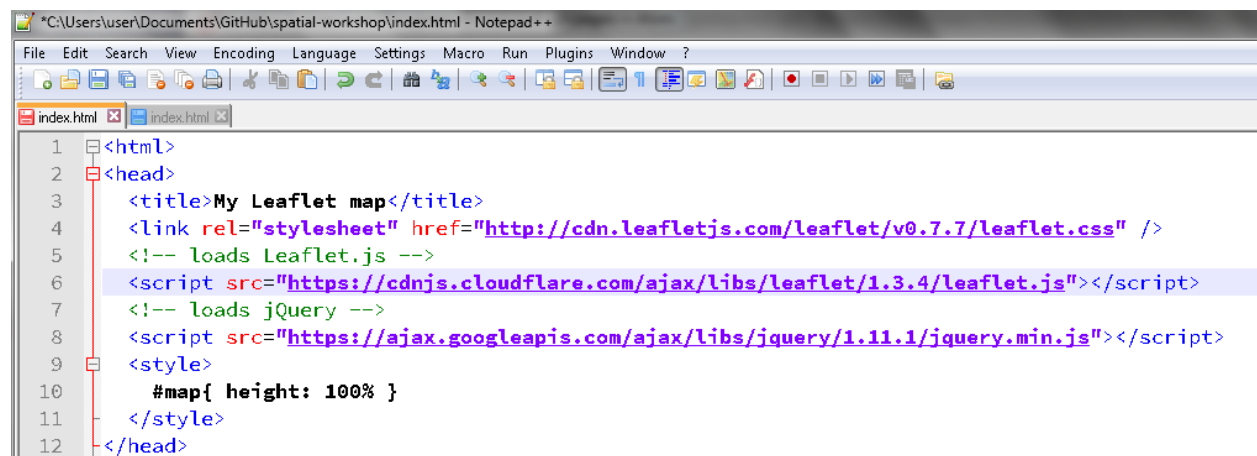 *C:\Users\user\Documents\GitHub\spatial-workshop\index.html - Notepad++
File Edit Search View Encoding Language Settings Macro Run Plugins Window ?
index.html index.html
1 <html>
2 <head>
3 <title>My Leaflet map</title>
4 <link rel="stylesheet" href="http://cdn.leafletjs.com/leaflet/v0.7.7/leaflet.css" />
5 <!-- loads Leaflet.js -->
6 <script src="https://cdnjs.cloudflare.com/ajax/libs/leaflet/1.3.4/leaflet.js"></script>
7 <!-- loads jQuery -->
8 <script src="https://ajax.googleapis.com/ajax/libs/jquery/1.11.1/jquery.min.js"></script>
9 <style>
10 #map{ height: 100% }
11 </style>
12 </head>